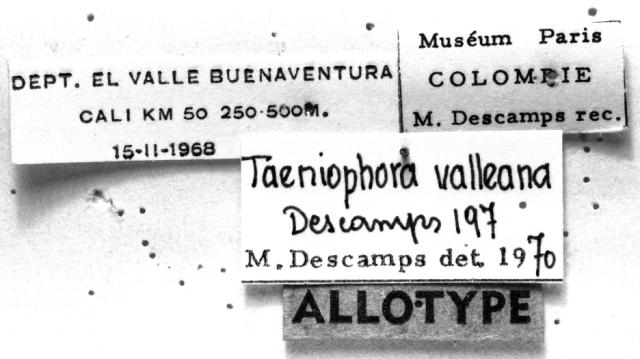 DEPT. EL VALLE BUENAVENTURA
CALI KM 50 250-500M.
15-II-1968
Muséum Paris
COLOMBIE
M. Descamps rec.
Taeniophora valleana
Descamps 197
M. Descamps det. 1970
ALLOTYPE